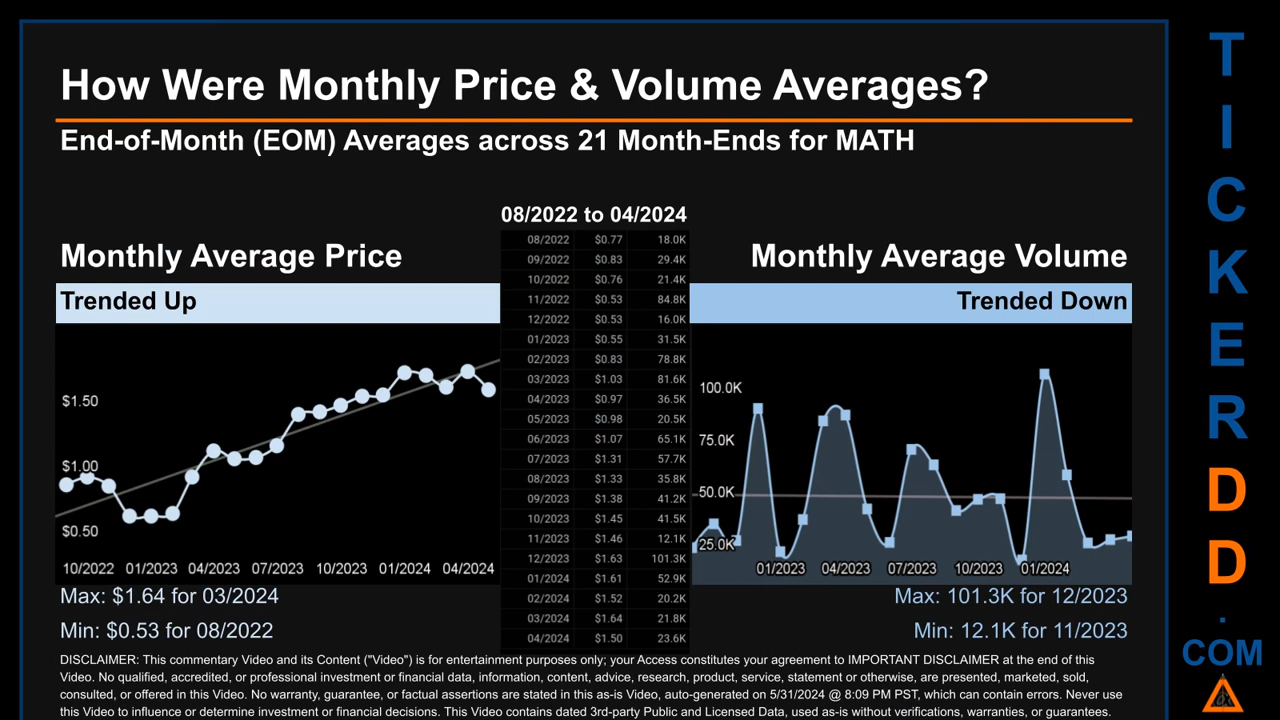 How Were Monthly Price & Volume Averages?
End-of-Month (EOM) Averages across 21 Month-Ends for MATH
08/2022 to 04/2024
Monthly Average Price
Trended Up
$1.50
$1.00
$0.50
10/2022 01/2023 04/2023 07/2023 10/2023 01/2024 04/2024
Max: $1.64 for 03/2024
Min: $0.53 for 08/2022
08/2022 $0.77 18.0K
09/2022 $0.83 29.4K
10/2022 $0.76 21.4K
11/2022 $0.53 84.8K
12/2022 $0.53 16.0K
01/2023 $0.55 31.5K
02/2023 $0.83 78.8K
03/2023 $1.03 81.6K
04/2023 $0.97 36.5K
05/2023 $0.98 20.5K
06/2023 $1.07 65.1K
07/2023 $1.31 57.7K
08/2023 $1.33 35.8K
09/2023 $1.38 41.2K
10/2023 $1.45 41.5K
11/2023 $1.46 12.1K
12/2023 $1.63 101.3K
01/2024 $1.61 52.9K
02/2024 $1.52 20.2K
03/2024 $1.64 21.8K
04/2024 $1.50 23.6K
Monthly Average Volume
Trended Down
100.0K
75.0K
50.0K
25.0K
01/2023 04/2023 07/2023 10/2023 01/2024
Max: 101.3K for 12/2023
Min: 12.1K for 11/2023
DISCLAIMER: This commentary Video and its Content ("Video") is for entertainment purposes only; your Access constitutes your agreement to IMPORTANT DISCLAIMER at the end of this
Video. No qualified, accredited, or professional investment or financial data, information, content, advice, research, product, service, statement or otherwise, are presented, marketed, sold,
consulted, or offered in this Video. No warranty, guarantee, or factual assertions are stated in this as-is Video, auto-generated on 5/31/2024 @ 8:09 PM PST, which can contain errors. Never use
this Video to influence or determine investment or financial decisions. This Video contains dated 3rd-party Public and Licensed Data, used as-is without verifications, warranties, or guarantees.
T
I
C
K
E
R
D
D
.
COM